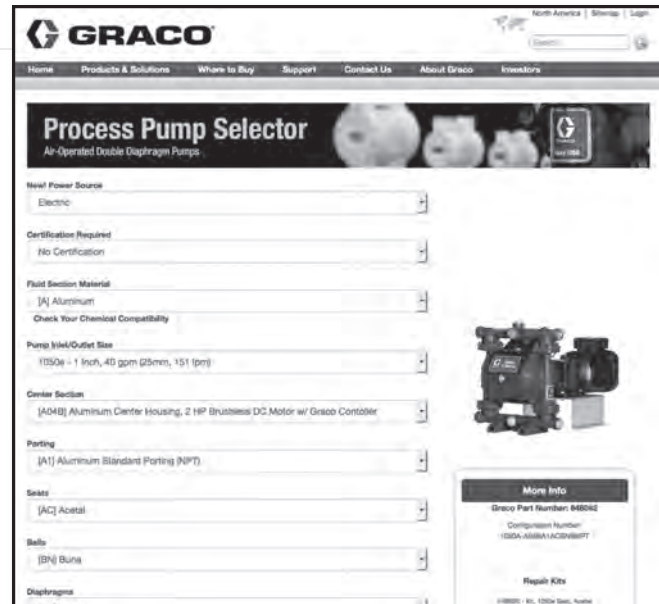 North America | Sitemap | Login
GRACO
Search
Home Products & Solutions Where to Buy Support Contact Us About Graco Investors
Process Pump Selector
Air-Operated Double Diaphragm Pumps
New! Power Source
Electric
Certification Required
No Certification
Fluid Section Material
[A] Aluminum
Check Your Chemical Compatibility
Pump Inlet/Outlet Size
1050e - 1 Inch, 40 gpm (25mm, 151 lpm)
Center Section
[A04B] Aluminum Center Housing, 2 HP Brushless DC Motor w/ Graco Contoller
Porting
[A1] Aluminum Standard Porting (NPT)
Seats
[AC] Acetal
Balls
[BN] Buna
Diaphragms
More Info
Graco Part Number:
Configuration Number
Repair Kits